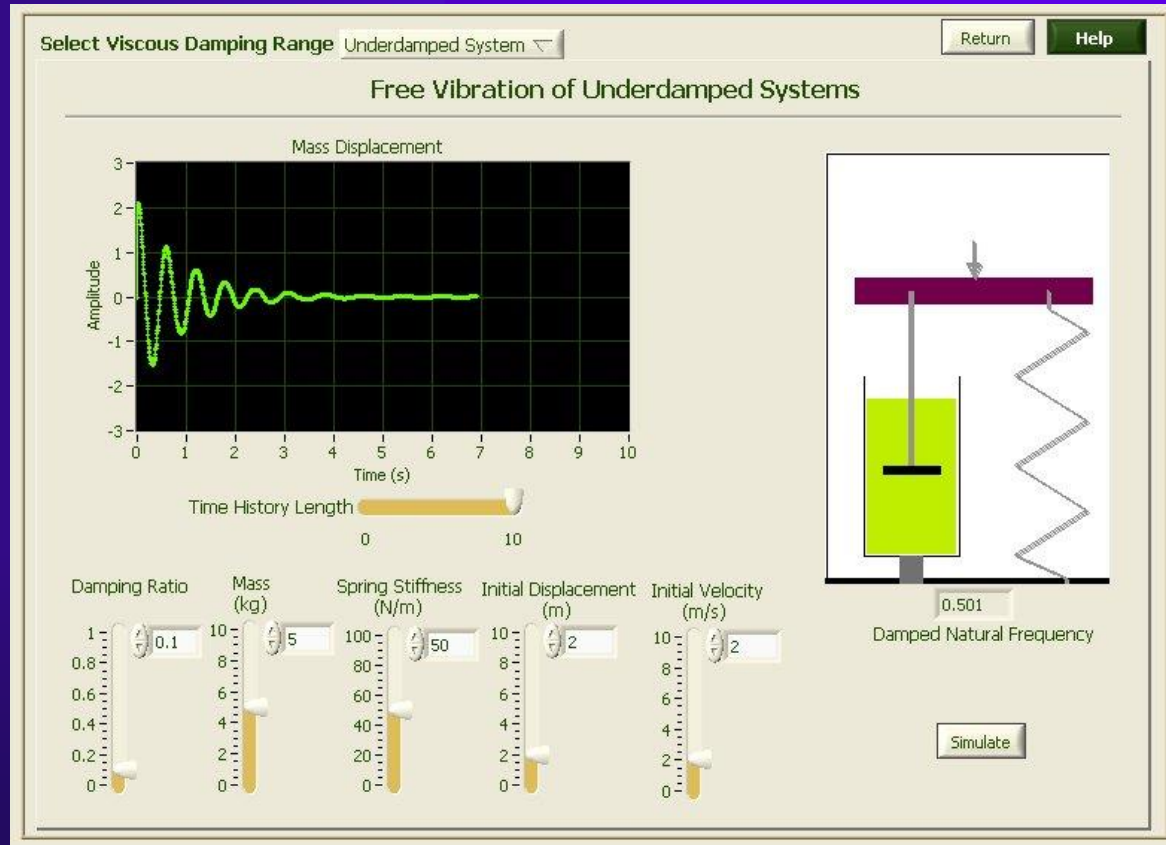 Select Viscous Damping Range Underdamped System
Return
Help
Free Vibration of Underdamped Systems
Mass Displacement
3
2
1
0
-1
-2
-3
Amplitude
0 1 2 3 4 5 6 7 8 9 10
Time (s)
Time History Length
0 10
Damping Ratio
1
0.8
0.6
0.4
0.2
0
0.1
Mass
(kg)
10
8
6
4
2
0
5
Spring Stiffness
(N/m)
100
80
60
40
20
0
50
Initial Displacement
(m)
10
8
6
4
2
0
2
Initial Velocity
(m/s)
10
8
6
4
2
0
2
0.501
Damped Natural Frequency
Simulate